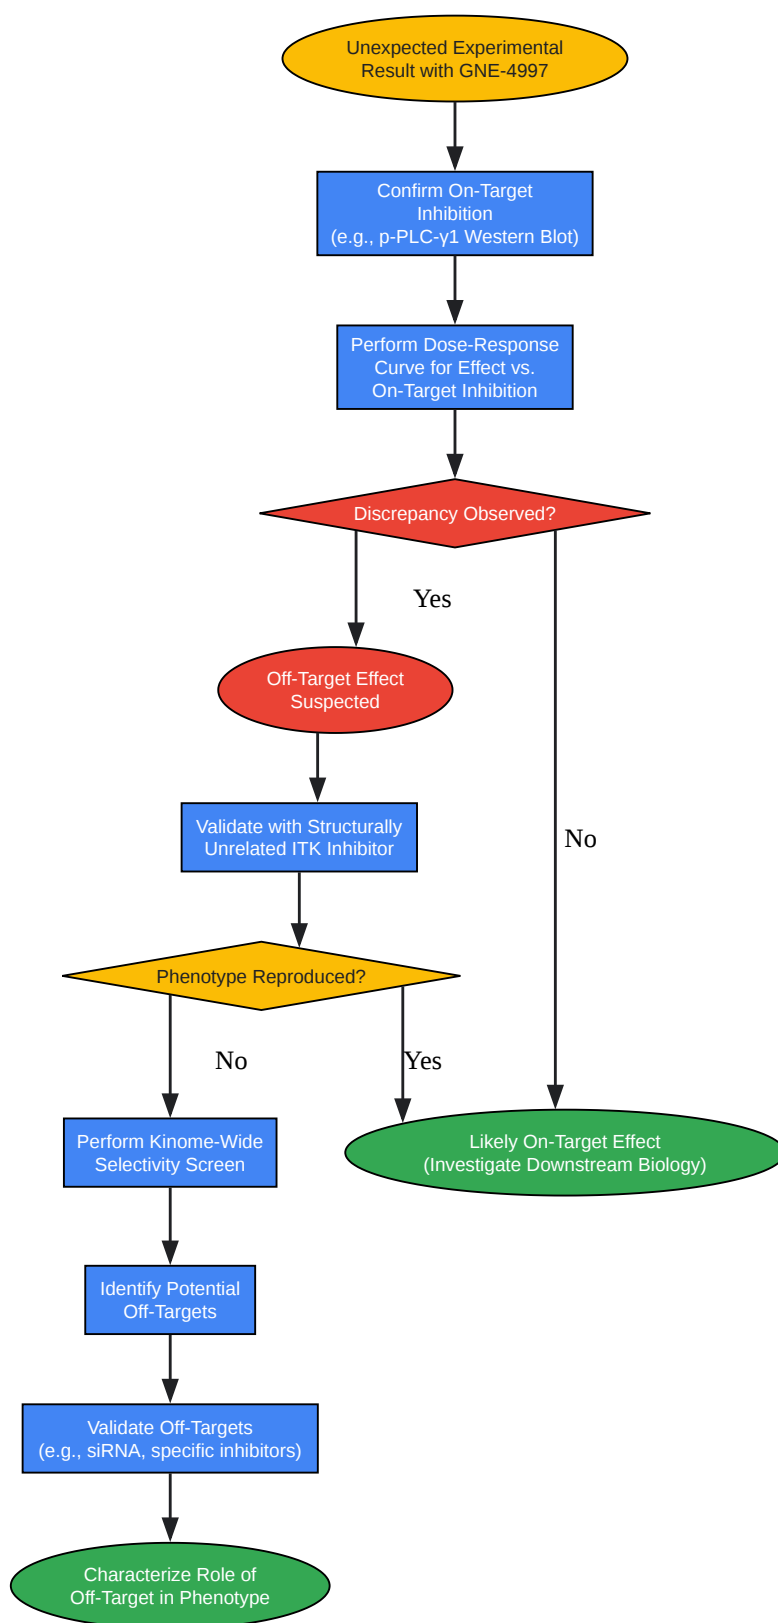 Unexpected Experimental
Result with GNE-4997
Confirm On-Target
Inhibition
(e.g., p-PLC-γ1 Western Blot)
Perform Dose-Response
Curve for Effect vs.
On-Target Inhibition
Discrepancy Observed?
Yes
Off-Target Effect
Suspected
Validate with Structurally
Unrelated ITK Inhibitor
No
Phenotype Reproduced?
No
Yes
Perform Kinome-Wide
Selectivity Screen
Likely On-Target Effect
(Investigate Downstream Biology)
Identify Potential
Off-Targets
Validate Off-Targets
(e.g., siRNA, specific inhibitors)
Characterize Role of
Off-Target in Phenotype